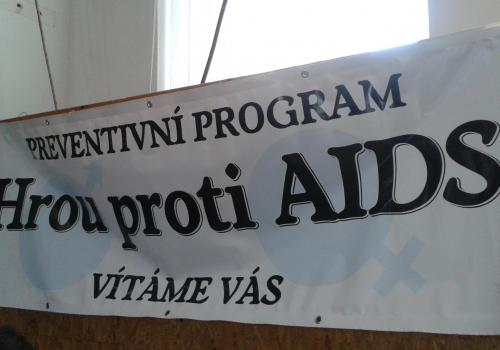 PREVENTIVNÍ PROGRAM
Hrou proti AIDS
VÍTÁME VÁS